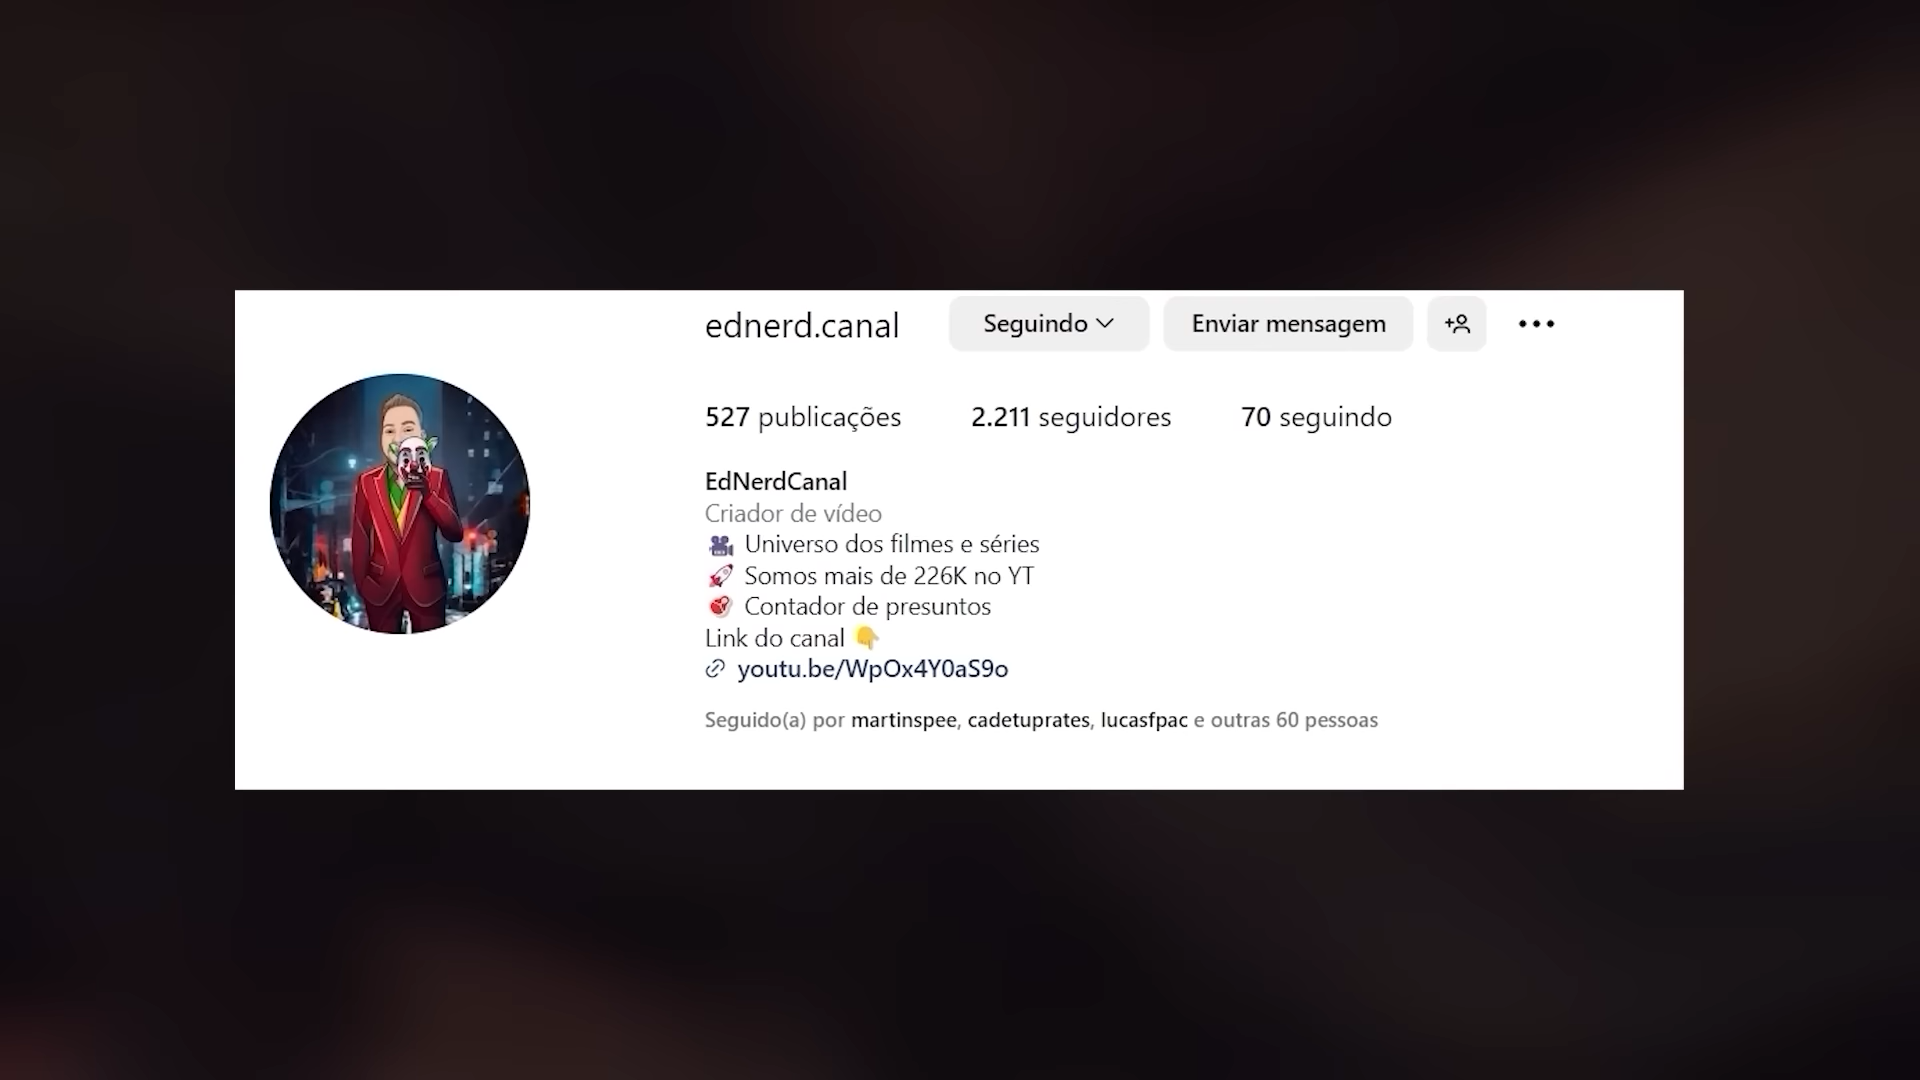 ednerd.canal Seguindo Enviar mensagem
527 publicações 2.211 seguidores 70 seguindo
EdNerdCanal
Criador de vídeo
🎥 Universo dos filmes e séries
🚀 Somos mais de 226K no YT
🥩 Contador de presuntos
Link do canal 👇
youtu.be/WpOx4Y0aS9o
Seguido(a) por martinspee, cadetuprates, lucasfpac e outras 60 pessoas